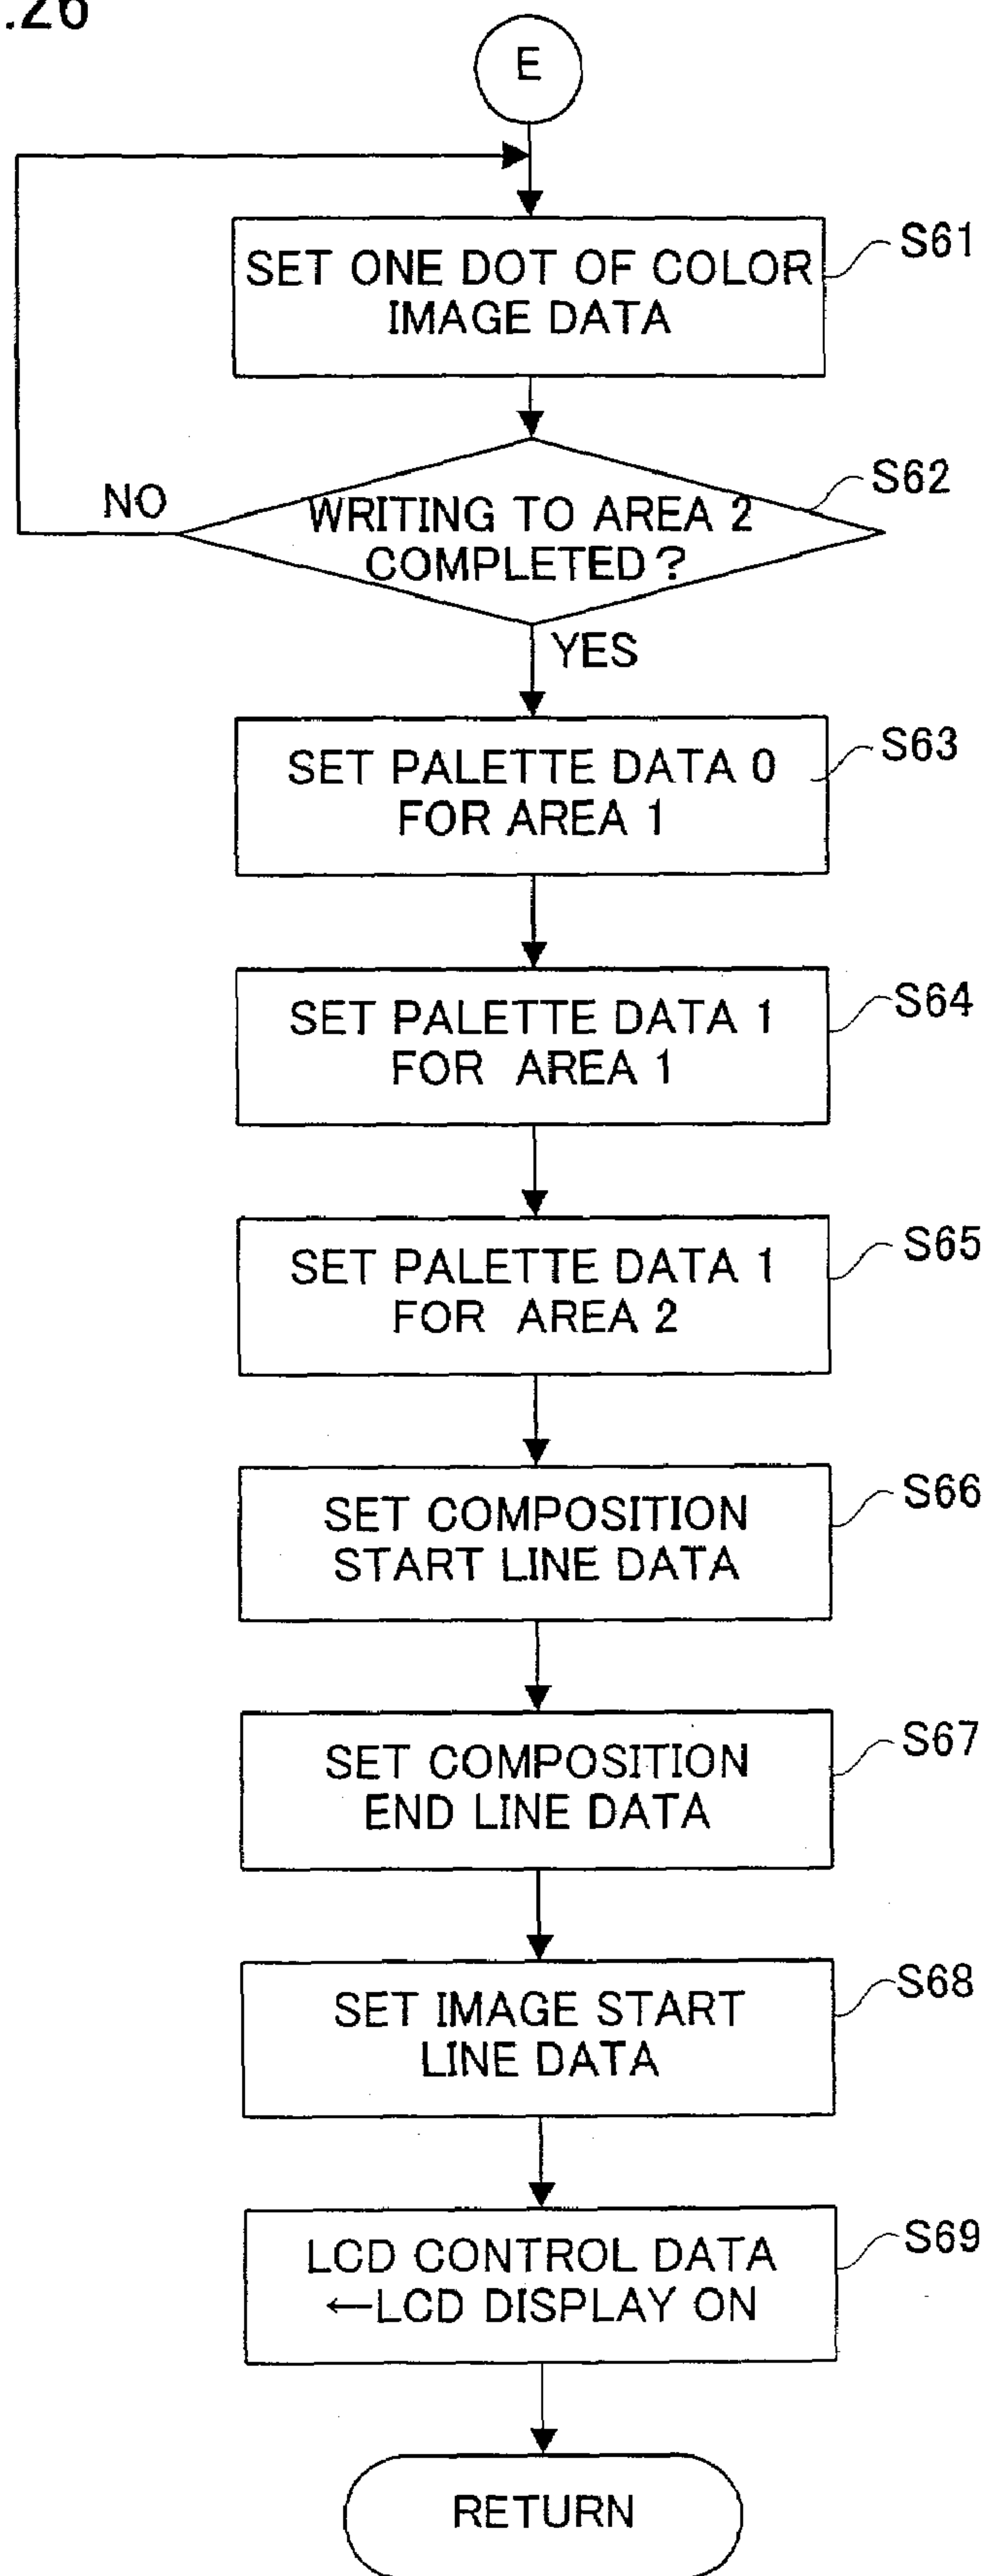 .26
E
SET ONE DOT OF COLOR
IMAGE DATA
S61
NO
WRITING TO AREA 2
COMPLETED?
S62
YES
SET PALETTE DATA 0
FOR AREA 1
S63
SET PALETTE DATA 1
FOR AREA 1
S64
SET PALETTE DATA 1
FOR AREA 2
S65
SET COMPOSITION
START LINE DATA
S66
SET COMPOSITION
END LINE DATA
S67
SET IMAGE START
LINE DATA
S68
LCD CONTROL DATA
←LCD DISPLAY ON
S69
RETURN